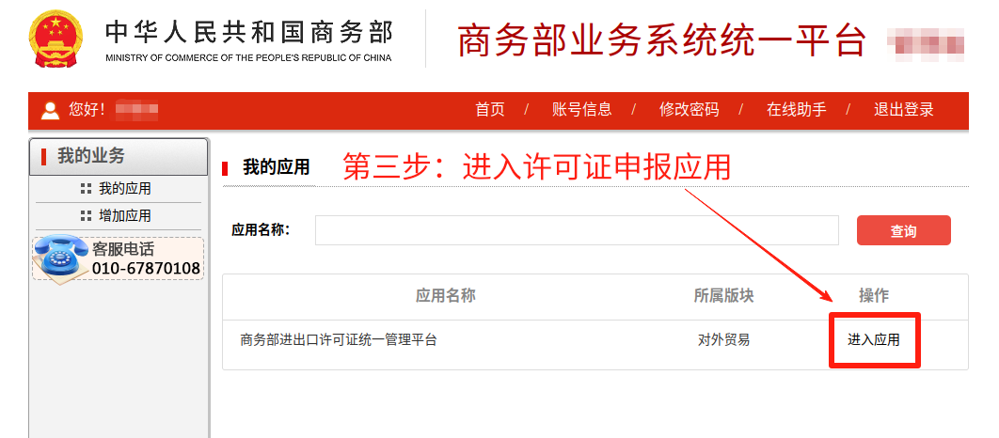 中华人民共和国商务部
MINISTRY OF COMMERCE OF THE PEOPLE'S REPUBLIC OF CHINA
商务部业务系统统一平台
您好！
首页 / 账号信息 / 修改密码 / 在线助手 / 退出登录
我的业务
我的应用
增加应用
客服电话
010-67870108
我的应用
第三步：进入许可证申报应用
应用名称：
查询
应用名称 所属版块 操作
商务部进出口许可证统一管理平台 对外贸易 进入应用